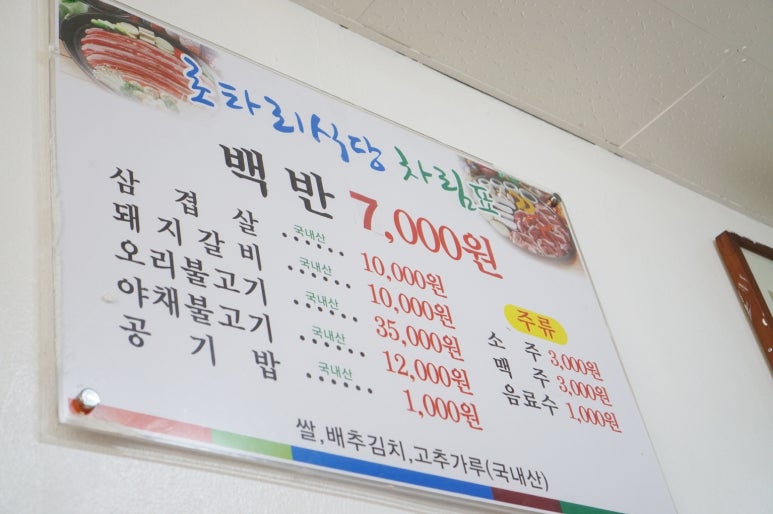 로타리식당 차림표
백반 7,000원
삼겹살 국내산 10,000원
돼지갈비 국내산 10,000원
오리불고기 국내산 35,000원
야채불고기 국내산 12,000원
공기밥 국내산 1,000원
주류
소주 3,000원
맥주 3,000원
음료수 1,000원
쌀,배추김치,고추가루(국내산)